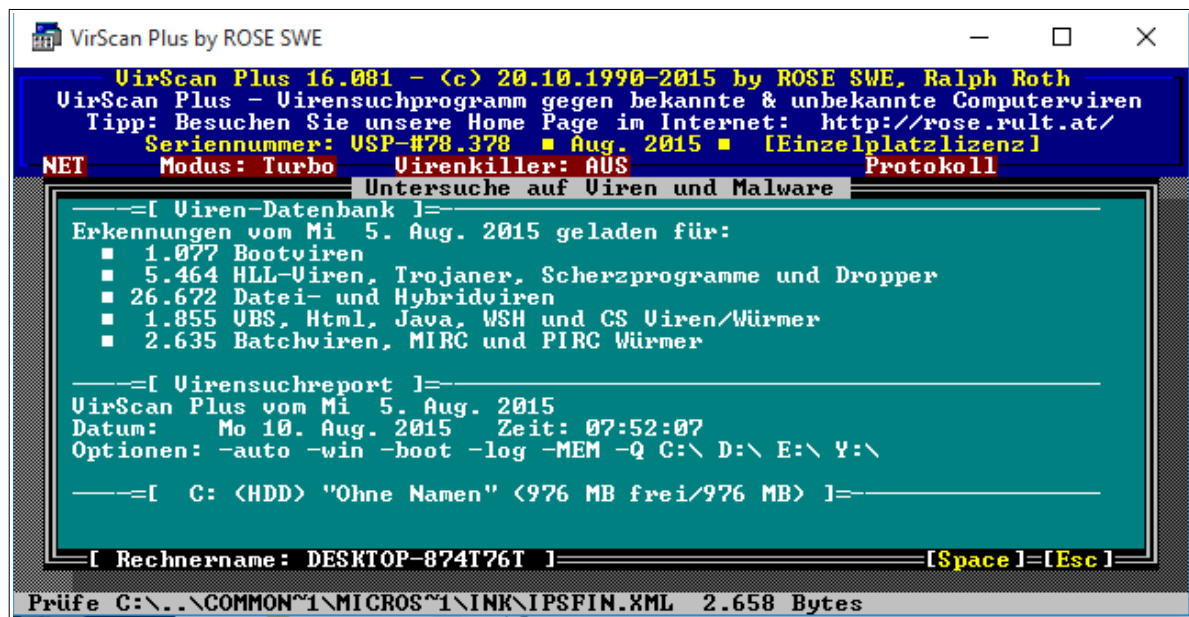 VirScan Plus by ROSE SWE
VirScan Plus 16.081 - (c) 20.10.1990-2015 by ROSE SWE, Ralph Roth
VirScan Plus - Virensuchprogramm gegen bekannte & unbekannte Computerviren
Tipp: Besuchen Sie unsere Home Page im Internet: http://rose.rult.at/
Seriennummer: VSP-#78.378 ■ Aug. 2015 ■ [Einzelplatzlizenz]
NET Modus: Turbo Virenkiller: AUS Protokoll
Untersuche auf Viren und Malware
=[ Viren-Datenbank ]=
Erkennungen vom Mi 5. Aug. 2015 geladen für:
■ 1.077 Bootviren
■ 5.464 HLL-Viren, Trojaner, Scherzprogramme und Dropper
■ 26.672 Datei- und Hybridviren
■ 1.855 VBS, Html, Java, WSH und CS Viren/Würmer
■ 2.635 Batchviren, MIRC und PIRC Würmer
=[ Virensuchreport ]=
VirScan Plus vom Mi 5. Aug. 2015
Datum: Mo 10. Aug. 2015 Zeit: 07:52:07
Optionen: -auto -win -boot -log -MEM -Q C:\ D:\ E:\ Y:\
=[ C: (HDD) "Ohne Namen" (976 MB frei/976 MB) ]=
[ Rechnername: DESKTOP-874T76T ] [Space]=[Esc]
Prüfe C:\..\COMMON~1\MICROS~1\INK\IPSFIN.XML 2.658 Bytes